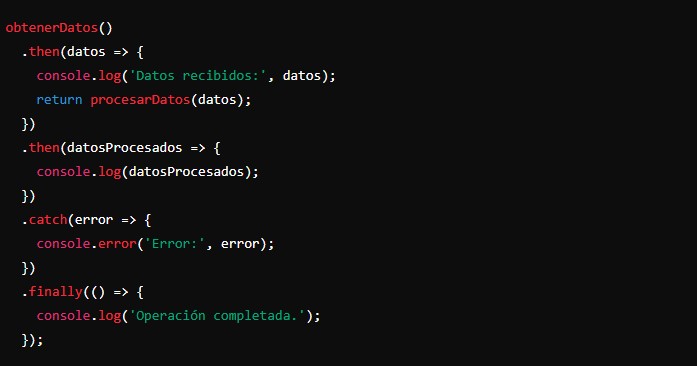 obtenerDatos()
  .then(datos => {
    console.log('Datos recibidos:', datos);
    return procesarDatos(datos);
  })
  .then(datosProcesados => {
    console.log(datosProcesados);
  })
  .catch(error => {
    console.error('Error:', error);
  })
  .finally(() => {
    console.log('Operación completada.');
  });